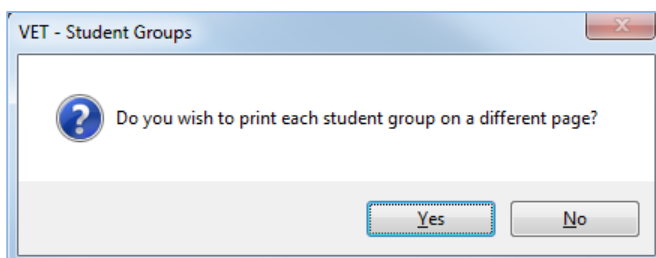 VET - Student Groups
Do you wish to print each student group on a different page?
Yes
No